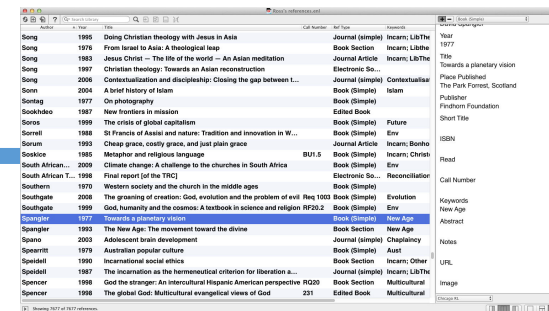 Ross's references.enl
Search Library
Author Year Title Call Number Ref Type Keywords
Song 1995 Doing Christian theology with Jesus in Asia Journal (simple) Incarn; LibThe
Song 1976 From Israel to Asia: A theological leap Book Section Incarn; Libthe
Song 1983 Jesus Christ — The life of the world — An Asian meditation Journal Article Incarn; LibThe
Song 1997 Christian theology: Towards an Asian reconstruction Electronic So...
Song 2006 Contextualization and discipleship: Closing the gap between t... Journal (simple) Contextualisat
Sonn 2004 A brief history of Islam Book (Simple) Islam
Sontag 1977 On photography Book (Simple)
Sookhdeo 1987 New frontiers in mission Edited Book
Soros 1999 The crisis of global capitalism Book (Simple) Future
Sorrell 1988 St Francis of Assisi and nature: Tradition and innovation in W... Book (Simple) Env
Sorum 1993 Cheap grace, costly grace, and just plain grace Journal Article Incarn; Bonho
Soskice 1985 Metaphor and religious language BU1.5 Book (Simple) Incarn; Christo
South African... 2009 Climate change: A challenge to the churches in South Africa Book (Simple) Env
South African T... 1998 Final report [of the TRC] Electronic So... Reconciliation
Southern 1970 Western society and the church in the middle ages Book (Simple)
Southgate 2008 The groaning of creation: God, evolution and the problem of evil Req 1003 Book (Simple) Evolution
Southgate 1999 God, humanity and the cosmos: A textbook in science and religion RF20.2 Book (Simple) Env
Spangler 1977 Towards a planetary vision Book (Simple) New Age
Spangler 1993 The New Age: The movement toward the divine Book Section New Age
Spano 2003 Adolescent brain development Journal (simple) Chaplaincy
Spearritt 1979 Australian popular culture Book (Simple) Aust
Speidell 1990 Incarnational social ethics Book Section Incarn; Other
Speidell 1987 The incarnation as the hermeneutical criterion for liberation a... Journal (simple) Incarn; LibThe
Spencer 1998 God the stranger: An intercultural Hispanic American perspective RQ20 Book Section Multicultural
Spencer 1998 The global God: Multicultural evangelical views of God 231 Edited Book Multicultural
Showing 7677 of 7677 references.
(Book (Simple)
David Spangler
Year
1977
Title
Towards a planetary vision
Place Published
The Park Forrest, Scotland
Publisher
Findhorn Foundation
Short Title
ISBN
Read
Call Number
Keywords
New Age
Abstract
Notes
URL
Image